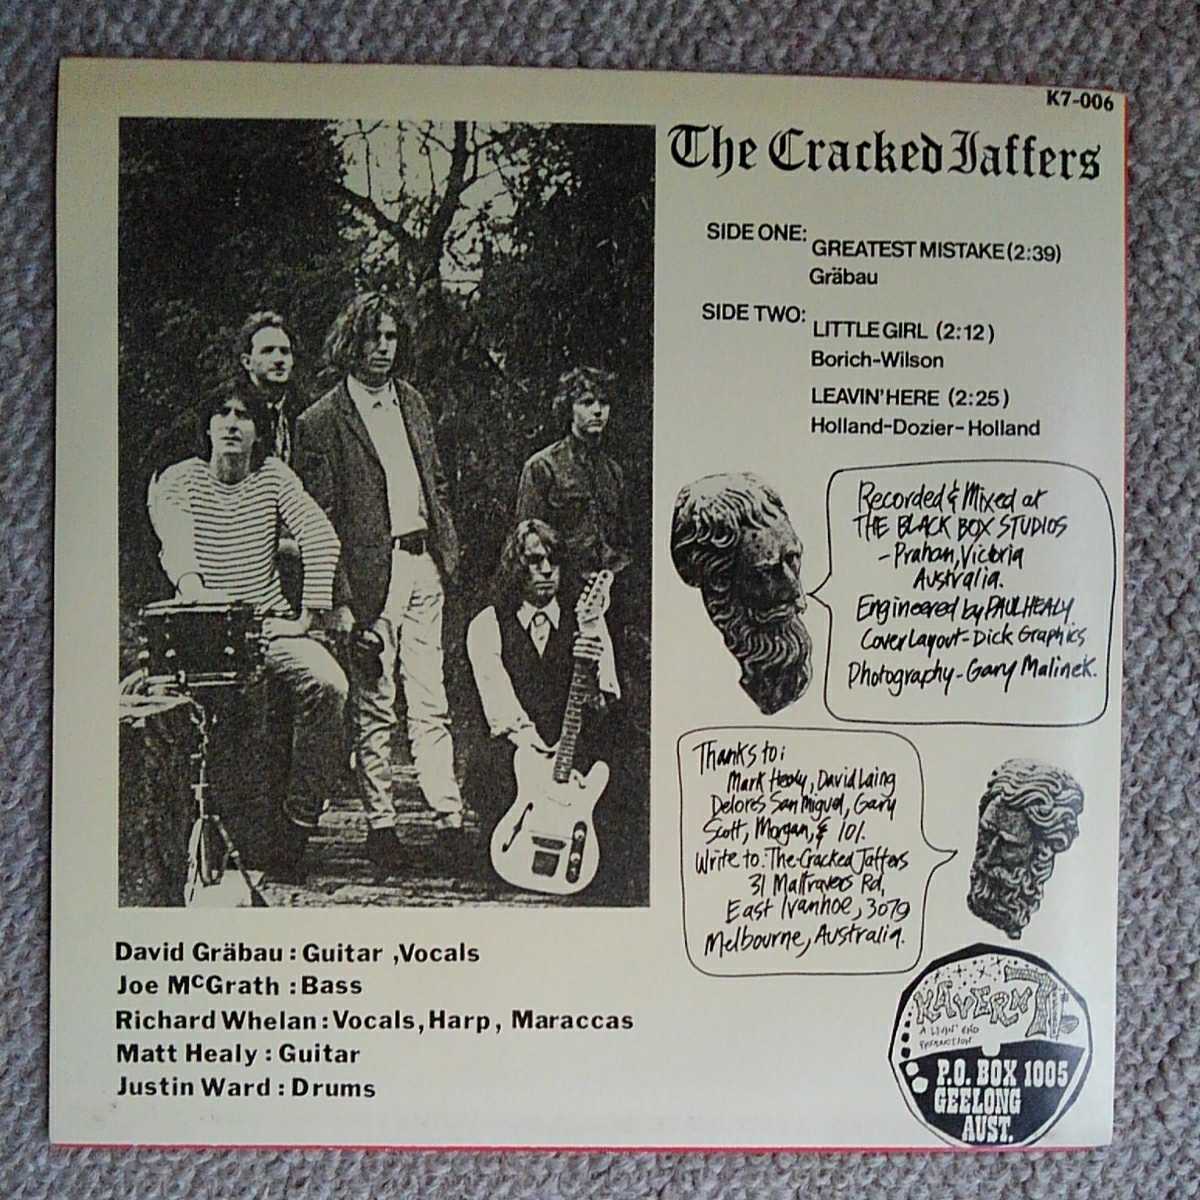 K7-006
The Cracked Jaffers
SIDE ONE:
GREATEST MISTAKE (2:39)
Gräbau
SIDE TWO:
LITTLE GIRL (2:12)
Borich-Wilson
LEAVIN' HERE (2:25)
Holland-Dozier-Holland
Recorded & Mixed at
THE BLACK BOX STUDIOS
-Prahan, Victoria
Australia.
Engineered by PAUL HEALY
Cover Layout-Dick Graphics
Photography-Gary Malinek.
Thanks to:
Mark Healy, David Laing
Delores San Miguel, Gary
Scott, Morgan, & 101.
Write to: The Cracked Jaffers
31 Maltravers Rd,
East Ivanhoe, 3079
Melbourne, Australia.
David Gräbau : Guitar ,Vocals
Joe McGrath : Bass
Richard Whelan : Vocals, Harp, Maraccas
Matt Healy : Guitar
Justin Ward : Drums
KAVERN 7
A LIVIN' END
PRODUCTION
P.O. BOX 1005
GEELONG
AUST.